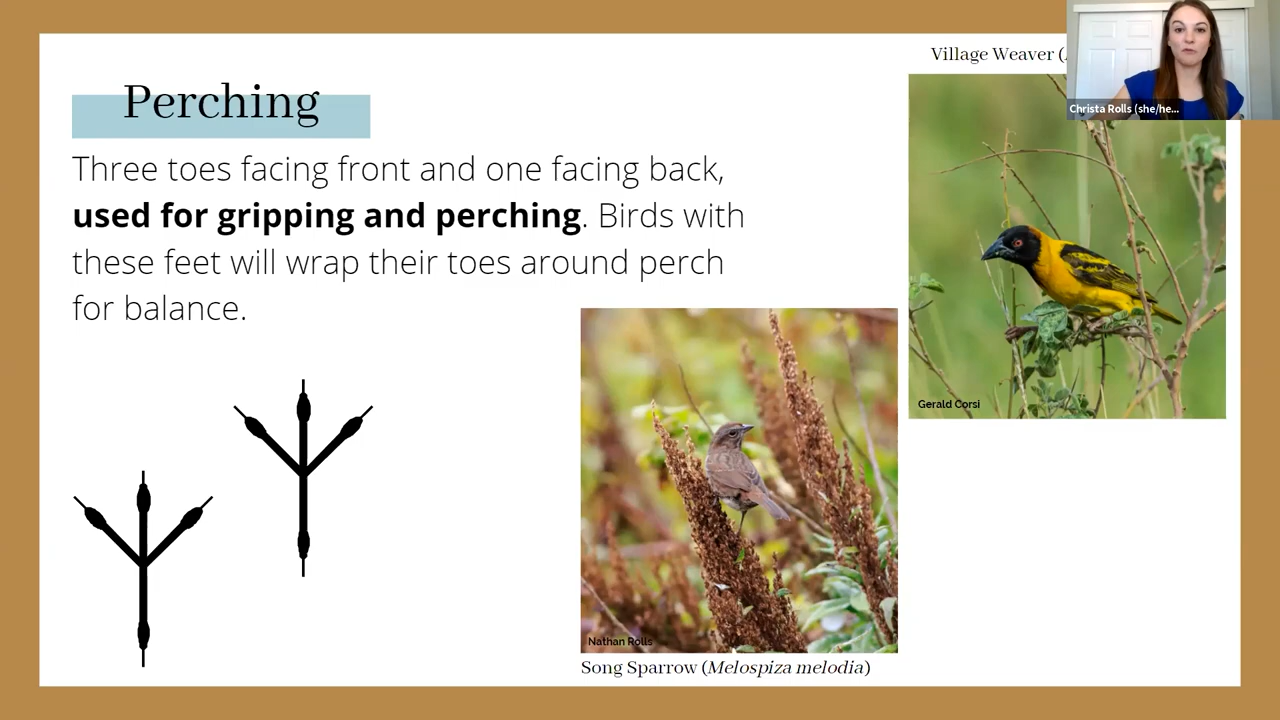 Village Weaver (
Christa Rolls (she/he...
Perching
Three toes facing front and one facing back,
used for gripping and perching. Birds with
these feet will wrap their toes around perch
for balance.
Gerald Corsi
Nathan Rolls
Song Sparrow (Melospiza melodia)